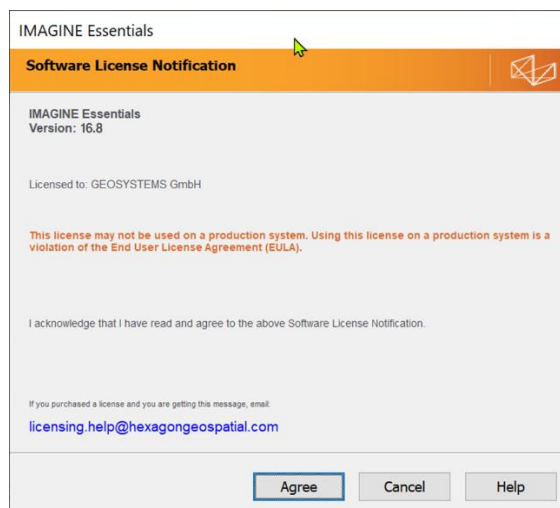 IMAGINE Essentials
Software License Notification
IMAGINE Essentials
Version: 16.8
Licensed to: GEOSYSTEMS GmbH
This license may not be used on a production system. Using this license on a production system is a
violation of the End User License Agreement (EULA).
I acknowledge that I have read and agree to the above Software License Notification.
If you purchased a license and you are getting this message, email:
licensing.help@hexagongeospatial.com
Agree Cancel Help